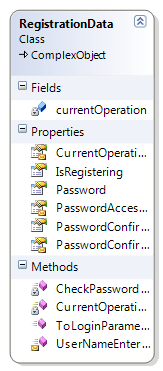 RegistrationData
Class
ComplexObject
Fields
currentOperation
Properties
CurrentOperati...
IsRegistering
Password
PasswordAcces...
PasswordConfir...
PasswordConfir...
Methods
CheckPassword
CurrentOperati...
ToLoginParame...
UserNameEnter...